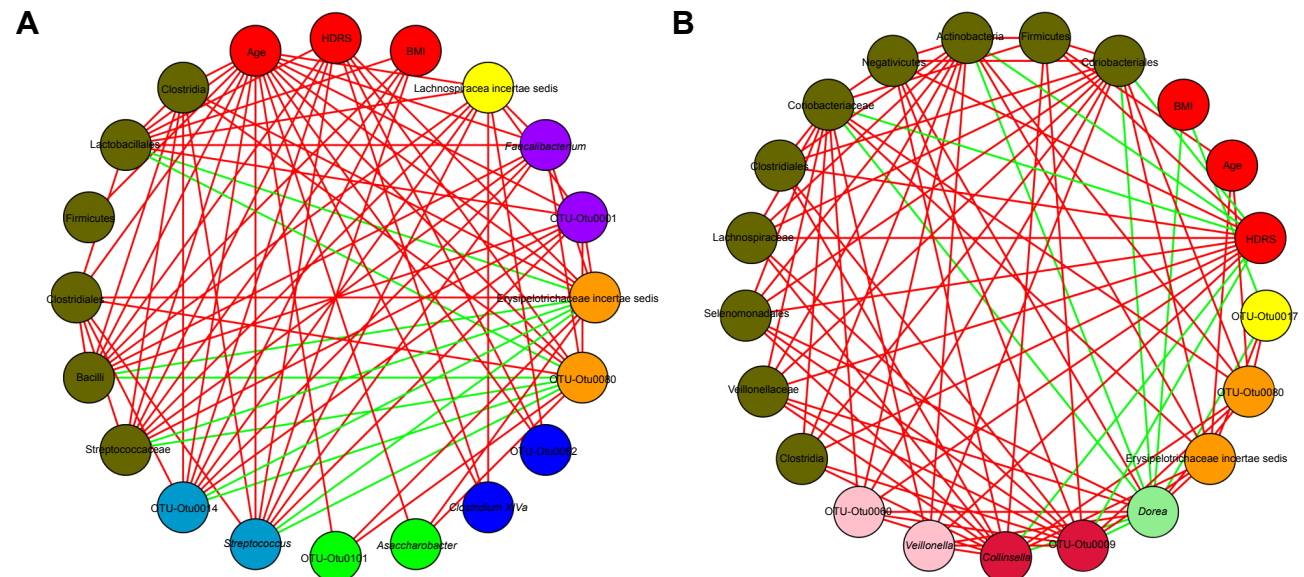 A
HDRS
Age
BMI
Clostridia
Lachnospiracea incertae sedis
Lactobacillales
Faecalibacterium
Firmicutes
OTU-Otu0001
Clostridiales
Erysipelotrichaceae incertae sedis
Bacilli
OTU-Otu0080
Streptococcaceae
OTU-Otu0062
OTU-Otu0014
Clostridium XIVa
Streptococcus
OTU-Otu0101
Asaccharobacter
B
Actinobacteria
Firmicutes
Negativicutes
Coriobacteriales
Coriobacteriaceae
BMI
Clostridiales
Age
Lachnospiraceae
HDRS
Selenomonadales
OTU-Otu0017
Veillonellaceae
OTU-Otu0080
Clostridia
Erysipelotrichaceae incertae sedis
OTU-Otu0060
Dorea
Veillonella
Collinsella
OTU-Otu0009